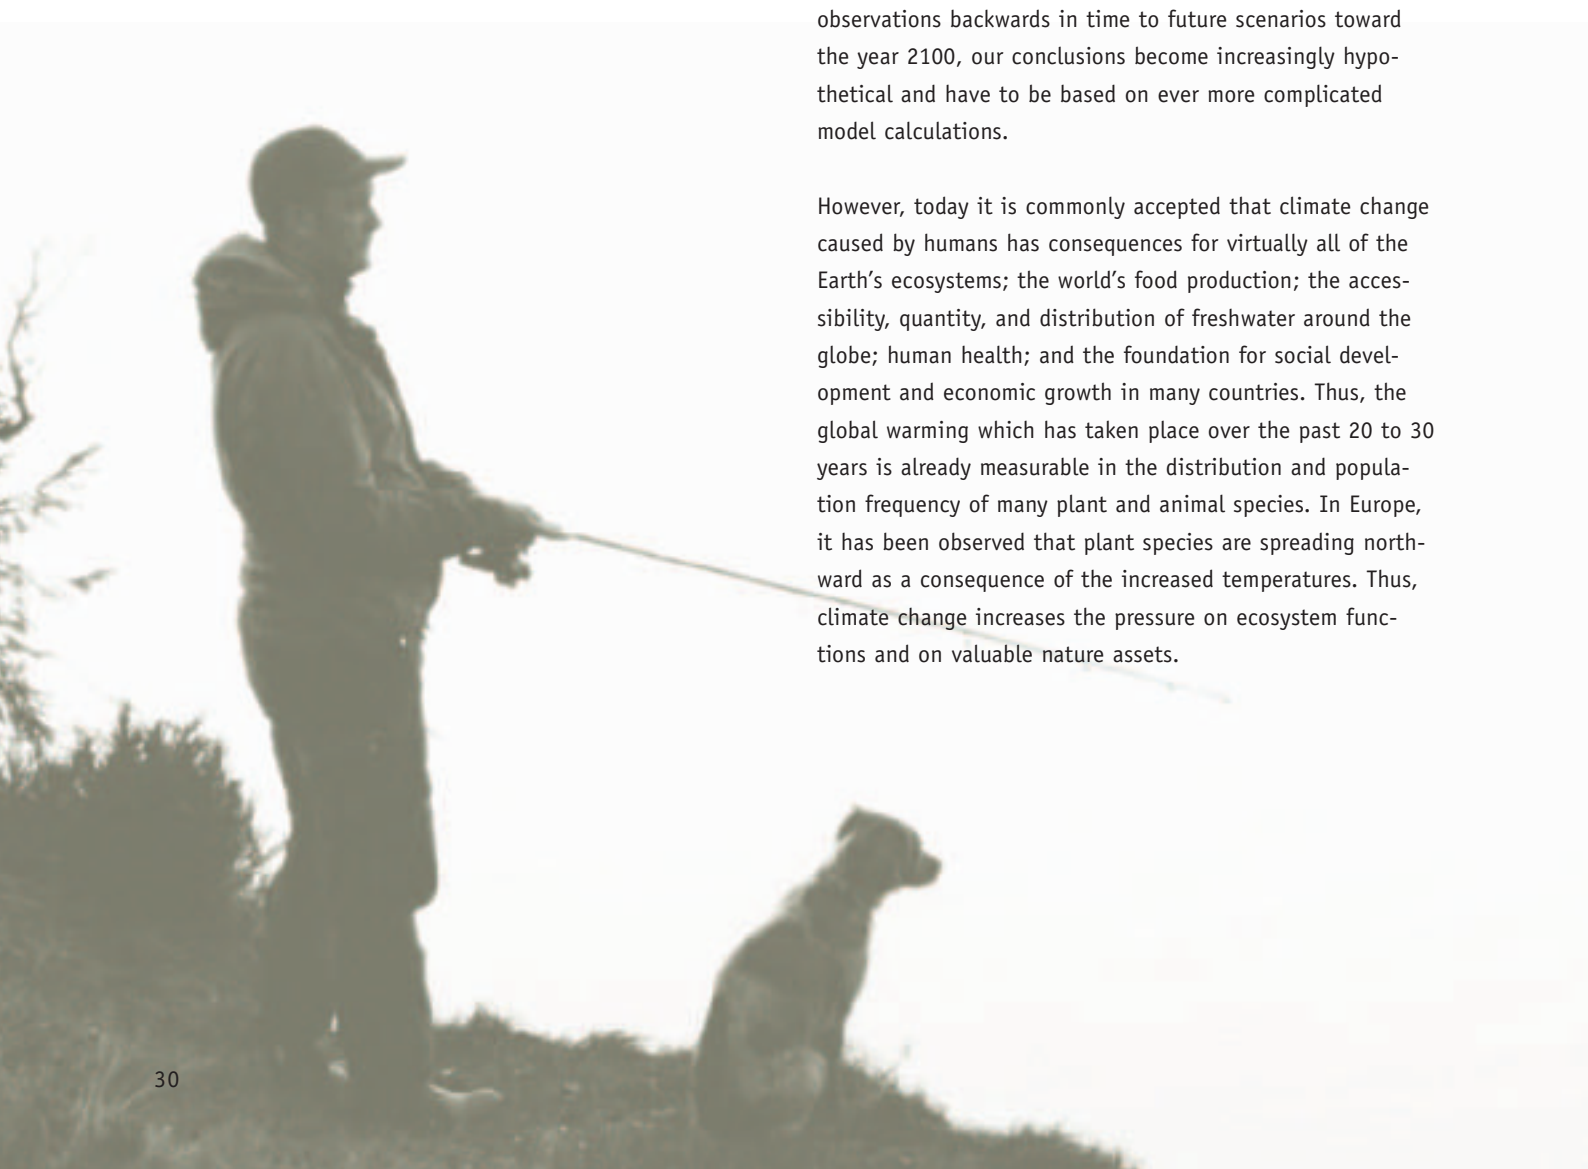 observations backwards in time to future scenarios toward
the year 2100, our conclusions become increasingly hypo-
thetical and have to be based on ever more complicated
model calculations.
However, today it is commonly accepted that climate change
caused by humans has consequences for virtually all of the
Earth's ecosystems; the world's food production; the acces-
sibility, quantity, and distribution of freshwater around the
globe; human health; and the foundation for social devel-
opment and economic growth in many countries. Thus, the
global warming which has taken place over the past 20 to 30
years is already measurable in the distribution and popula-
tion frequency of many plant and animal species. In Europe,
it has been observed that plant species are spreading north-
ward as a consequence of the increased temperatures. Thus,
climate change increases the pressure on ecosystem func-
tions and on valuable nature assets.
30